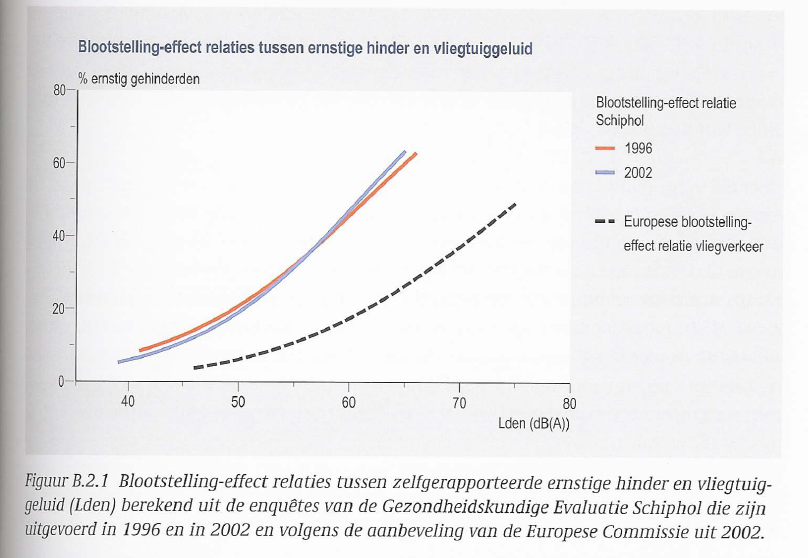 Blootstelling-effect relaties tussen ernstige hinder en vliegtuiggeluid
% ernstig gehinderden
80
60
40
20
0
40 50 60 70 80
Lden (dB(A))
Blootstelling-effect relatie
Schiphol
1996
2002
Europese blootstelling-
effect relatie vliegverkeer
Figuur B.2.1 Blootstelling-effect relaties tussen zelfgerapporteerde ernstige hinder en vliegtuig-
geluid (Lden) berekend uit de enquêtes van de Gezondheidskundige Evaluatie Schiphol die zijn
uitgevoerd in 1996 en in 2002 en volgens de aanbeveling van de Europese Commissie uit 2002.